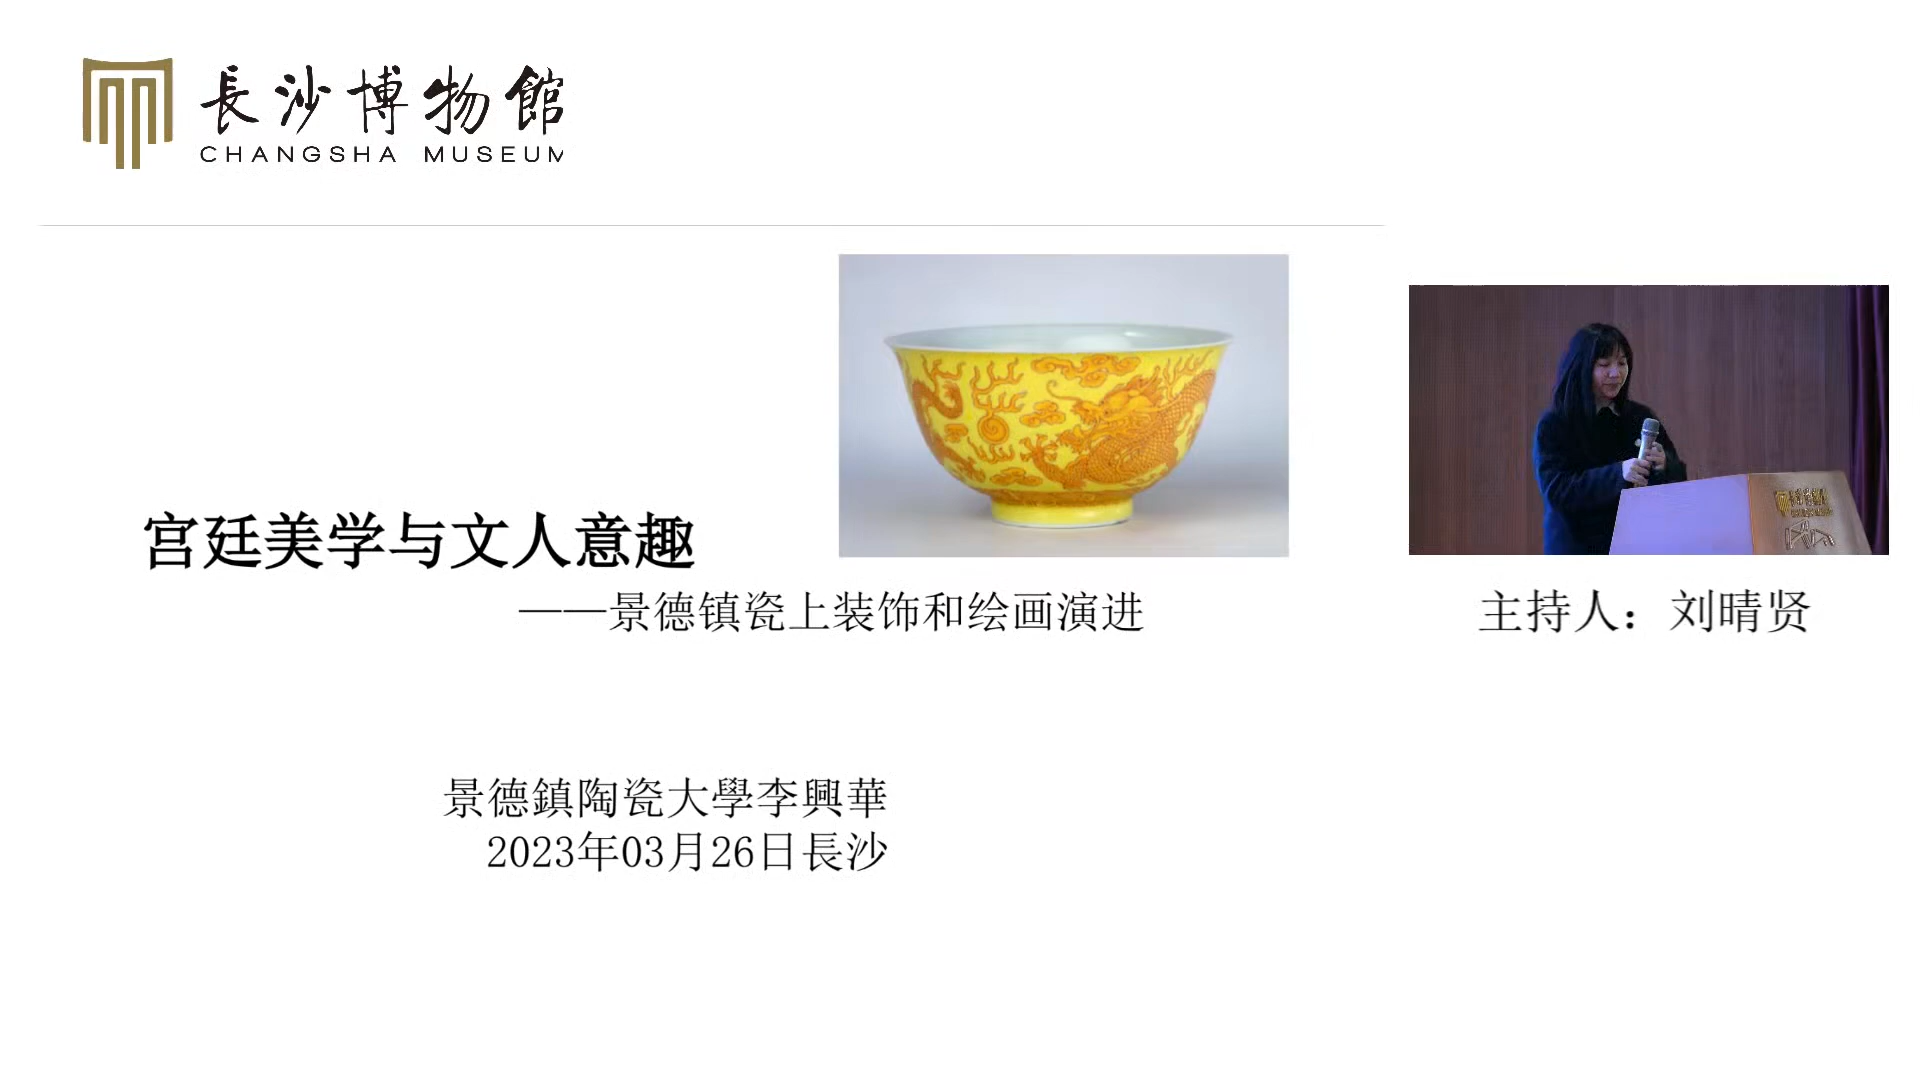 長沙博物館
CHANGSHA MUSEUM
宫廷美学与文人意趣
——景德镇瓷上装饰和绘画演进
主持人：刘晴贤
景德鎮陶瓷大學李興華
2023年03月26日長沙